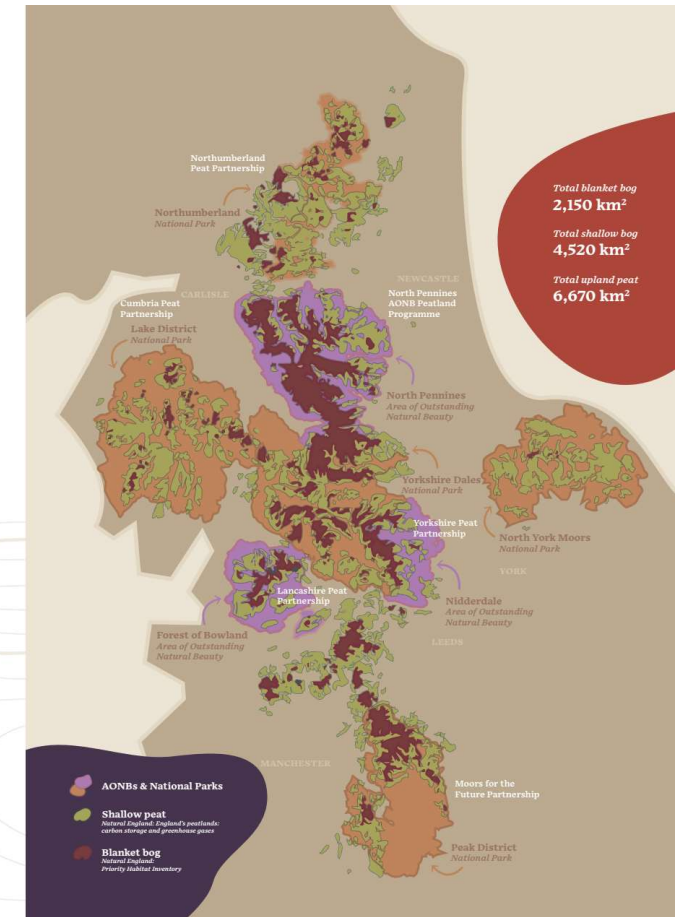 Northumberland
Peat Partnership
Northumberland
National Park
Total blanket bog
2,150 km²
Total shallow bog
4,520 km²
Total upland peat
6,670 km²
NEWCASTLE
CARLISLE
North Pennines
AONB Peatland
Programme
Cumbria Peat
Partnership
Lake District
National Park
North Pennines
Area of Outstanding
Natural Beauty
Yorkshire Dales
National Park
Yorkshire Peat
Partnership
North York Moors
National Park
YORK
Lancashire Peat
Partnership
Nidderdale
Area of Outstanding
Natural Beauty
Forest of Bowland
Area of Outstanding
Natural Beauty
LEEDS
MANCHESTER
Moors for the
Future Partnership
Peak District
National Park
AONBs & National Parks
Shallow peat
Natural England: England's peatlands:
carbon storage and greenhouse gases
Blanket bog
Natural England:
Priority Habitat Inventory